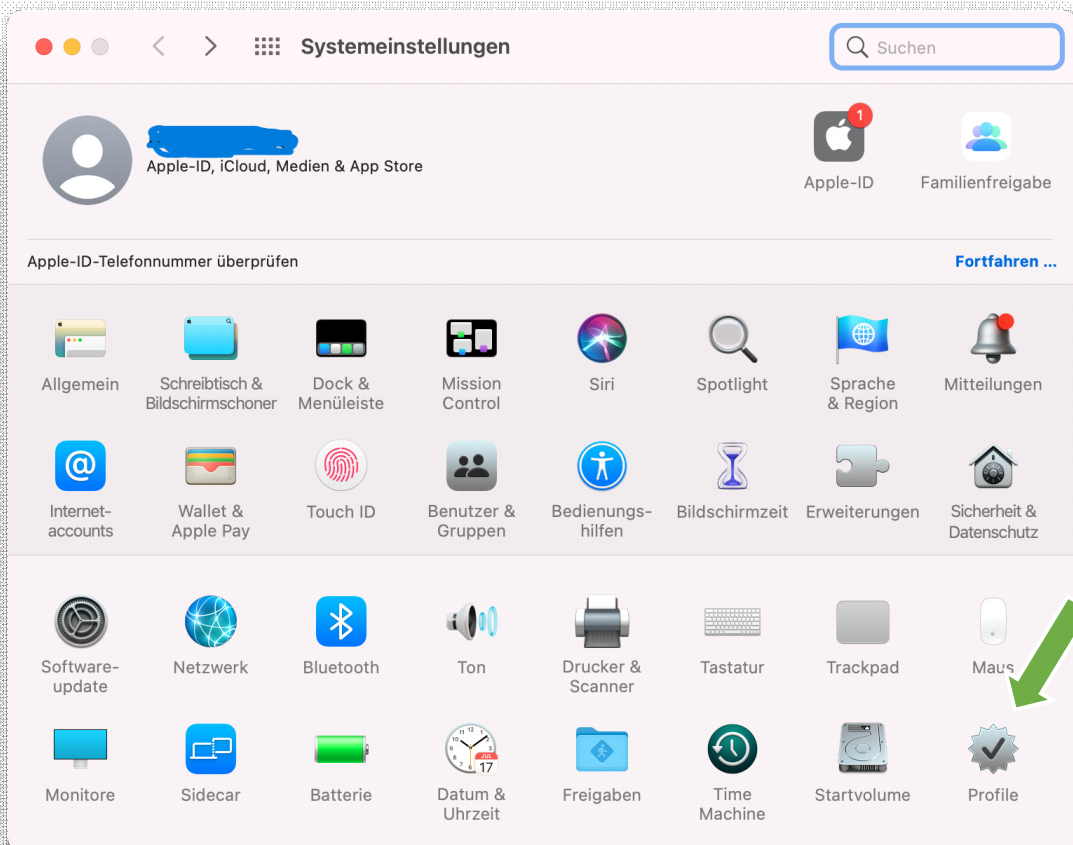 Systemeinstellungen
Suchen
Apple-ID, iCloud, Medien & App Store
1
Apple-ID
Familienfreigabe
Apple-ID-Telefonnummer überprüfen
Fortfahren ...
Allgemein
Schreibtisch &
Bildschirmschoner
Dock &
Menüleiste
Mission
Control
Siri
Spotlight
Sprache
& Region
Mitteilungen
@
Internet-
accounts
Wallet &
Apple Pay
Touch ID
Benutzer &
Gruppen
Bedienungs-
hilfen
Bildschirmzeit
Erweiterungen
Sicherheit &
Datenschutz
Software-
update
Netzwerk
Bluetooth
Ton
Drucker &
Scanner
Tastatur
Trackpad
Maus
Monitore
Sidecar
Batterie
JUL
17
Datum &
Uhrzeit
Freigaben
Time
Machine
Startvolume
Profile